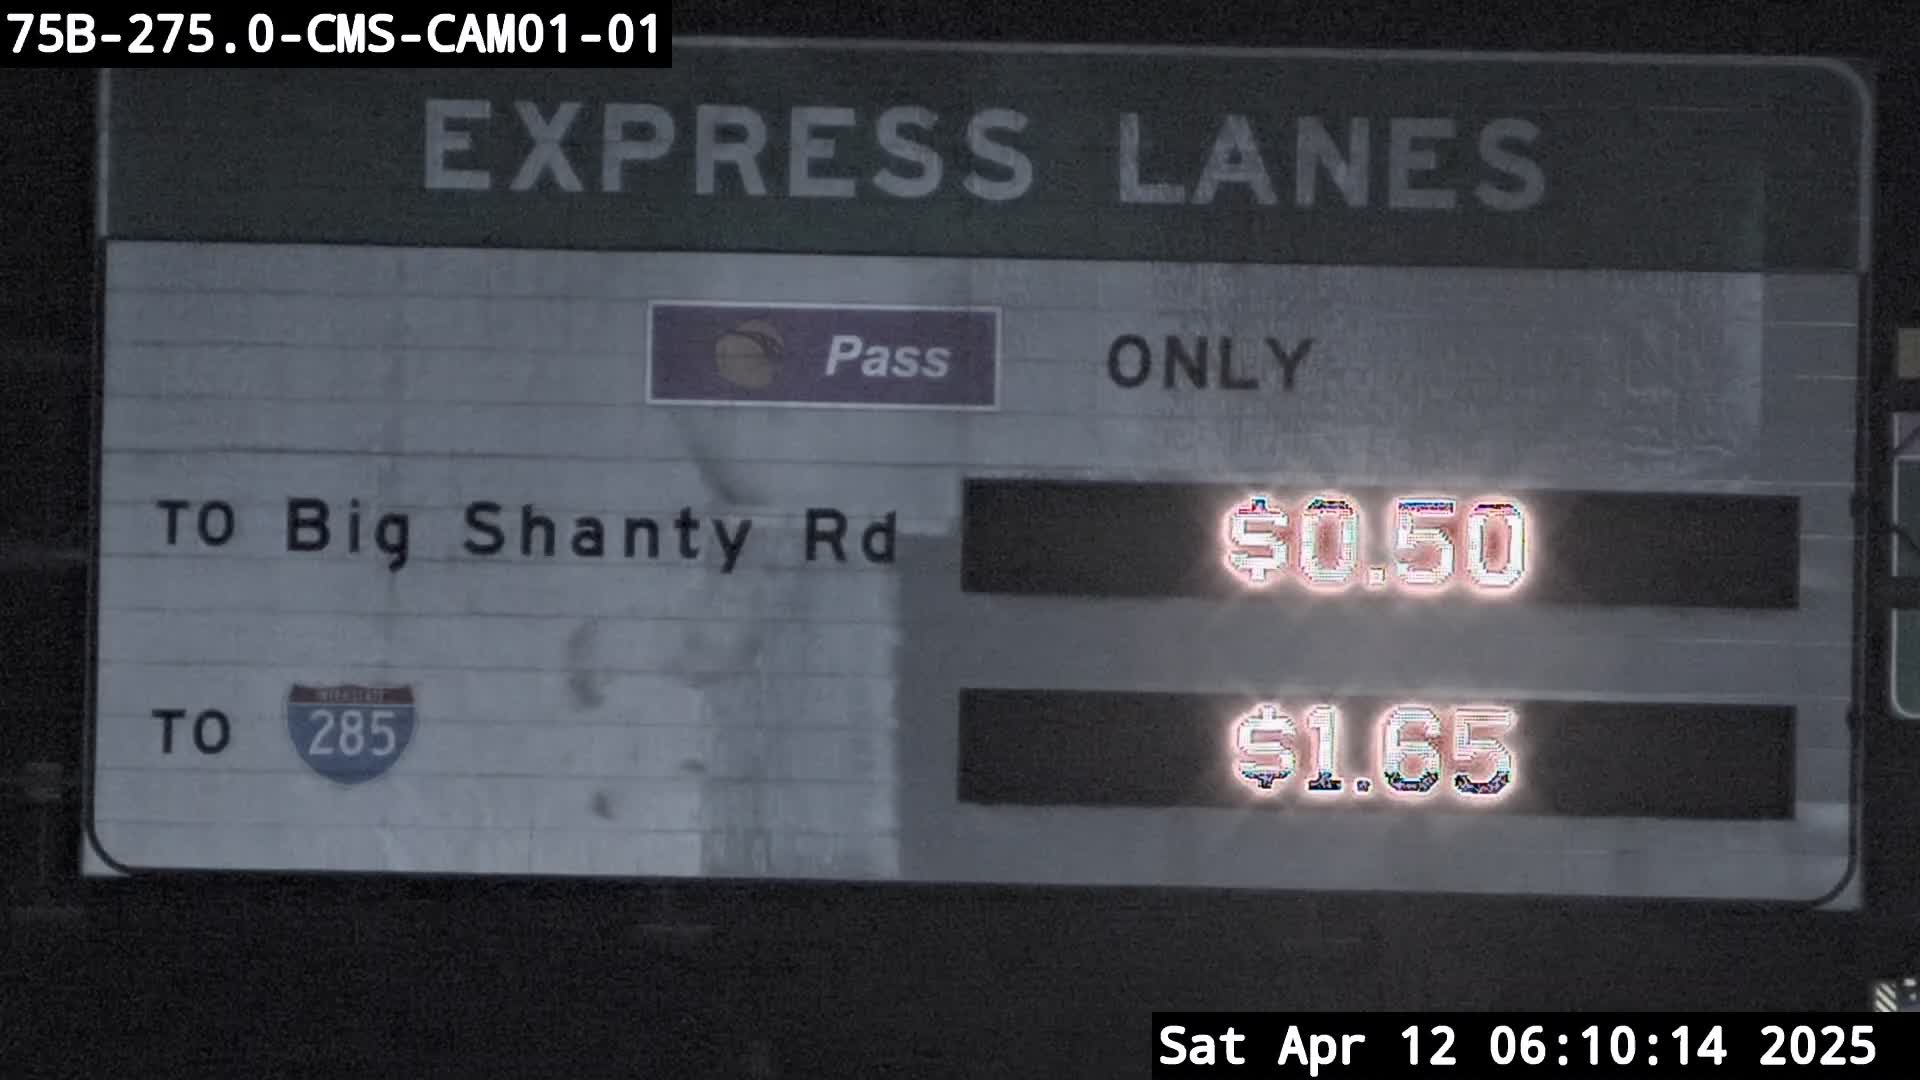 75B-275.0-CMS-CAM01-01
EXPRESS LANES
Pass ONLY
TO Big Shanty Rd $0.50
TO INTERSTATE 285 $1.65
Sat Apr 12 06:10:14 2025